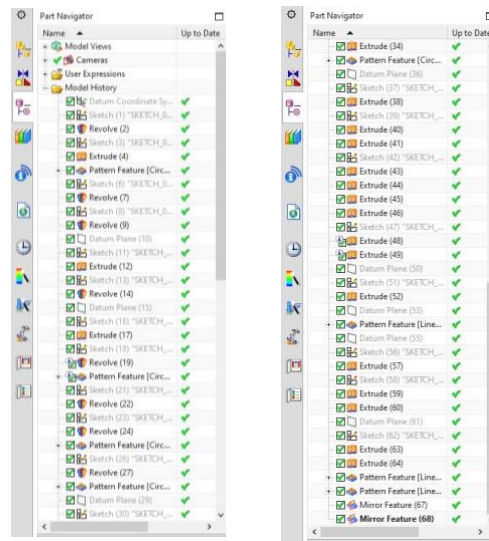 Part Navigator
Name Up to Date
Model Views
Cameras
User Expressions
Model History
Datum Coordinate Sy...
Sketch (1) "SKETCH_0...
Revolve (2)
Sketch (3) "SKETCH_0...
Extrude (4)
Pattern Feature [Circ...
Sketch (6) "SKETCH_0...
Revolve (7)
Sketch (8) "SKETCH_0...
Revolve (9)
Datum Plane (10)
Sketch (11) "SKETCH_...
Extrude (12)
Sketch (13) "SKETCH_...
Revolve (14)
Datum Plane (15)
Sketch (16) "SKETCH_...
Extrude (17)
Sketch (18) "SKETCH_...
Revolve (19)
Pattern Feature [Circ...
Sketch (21) "SKETCH_...
Revolve (22)
Sketch (23) "SKETCH_...
Revolve (24)
Pattern Feature [Circ...
Sketch (26) "SKETCH_...
Revolve (27)
Pattern Feature [Circ...
Datum Plane (29)
Sketch (30) "SKETCH_...
Part Navigator
Name Up to Date
Extrude (34)
Pattern Feature [Circ...
Datum Plane (36)
Sketch (37) "SKETCH_...
Extrude (38)
Sketch (39) "SKETCH_...
Extrude (40)
Extrude (41)
Sketch (42) "SKETCH_...
Extrude (43)
Extrude (44)
Extrude (45)
Extrude (46)
Sketch (47) "SKETCH_...
Extrude (48)
Extrude (49)
Datum Plane (50)
Sketch (51) "SKETCH_...
Extrude (52)
Datum Plane (53)
Pattern Feature [Line...
Datum Plane (55)
Sketch (56) "SKETCH_...
Extrude (57)
Sketch (58) "SKETCH_...
Extrude (59)
Extrude (60)
Datum Plane (61)
Sketch (62) "SKETCH_...
Extrude (63)
Extrude (64)
Pattern Feature [Line...
Pattern Feature [Line...
Mirror Feature (67)
Mirror Feature (68)